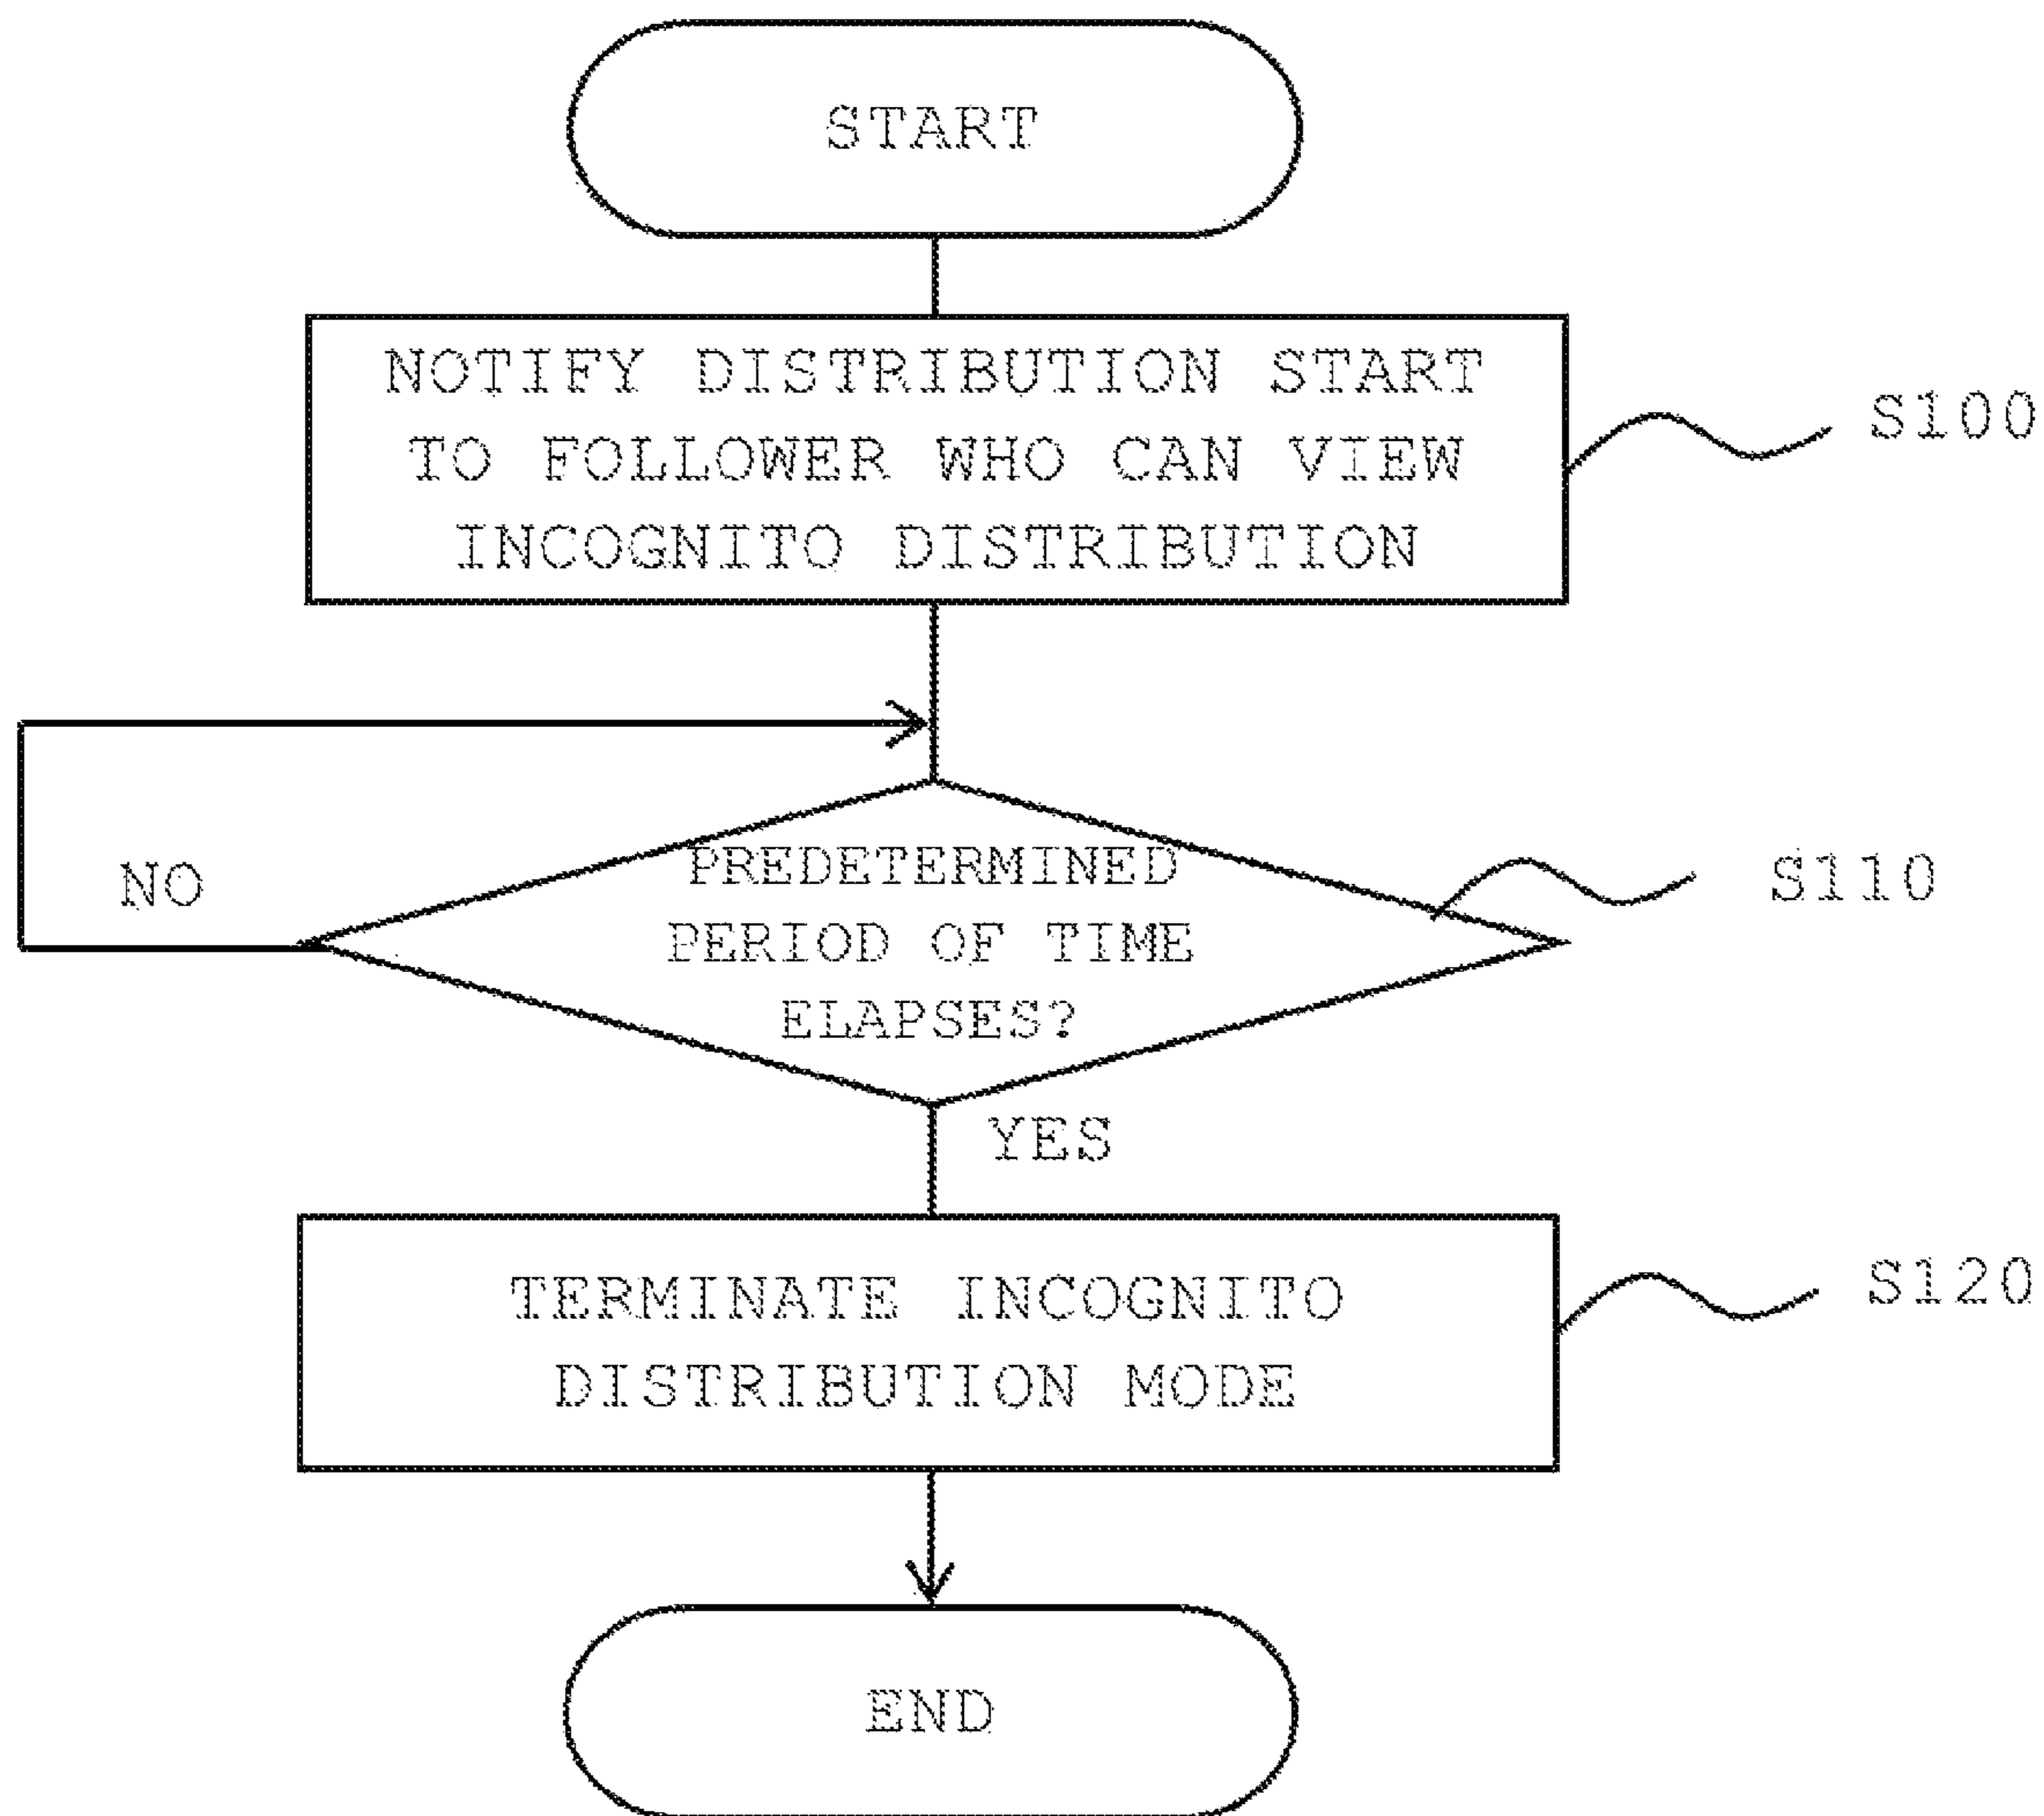 START
NOTIFY DISTRIBUTION START
TO FOLLOWER WHO CAN VIEW
INCOGNITO DISTRIBUTION
S100
NO
PREDETERMINED
PERIOD OF TIME
ELAPSES?
S110
YES
TERMINATE INCOGNITO
DISTRIBUTION MODE
S120
END